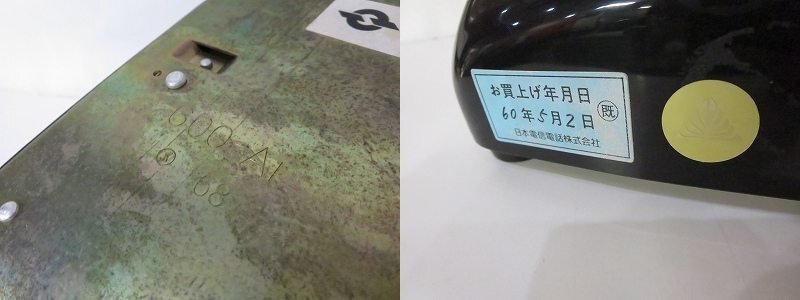 600-A1
68
お買上げ年月日
60年5月2日
既
日本電信電話株式会社